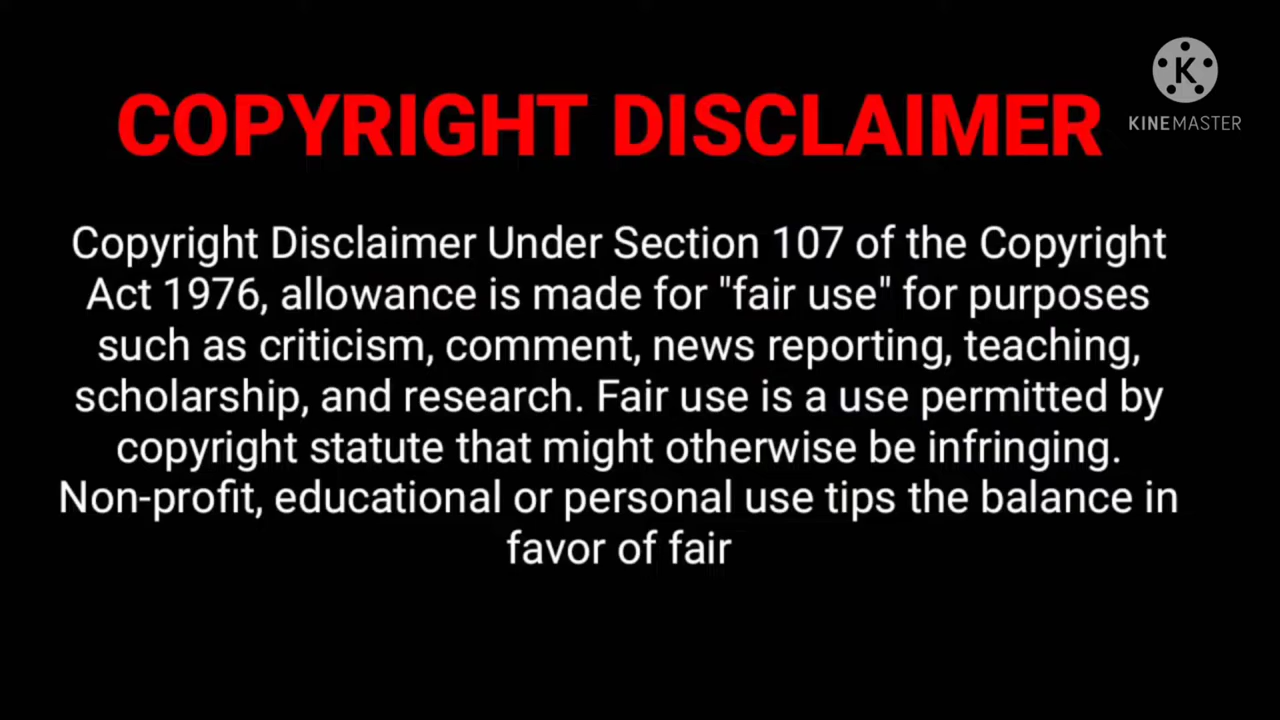 COPYRIGHT DISCLAIMER
K
KINEMASTER
Copyright Disclaimer Under Section 107 of the Copyright
Act 1976, allowance is made for "fair use" for purposes
such as criticism, comment, news reporting, teaching,
scholarship, and research. Fair use is a use permitted by
copyright statute that might otherwise be infringing.
Non-profit, educational or personal use tips the balance in
favor of fair